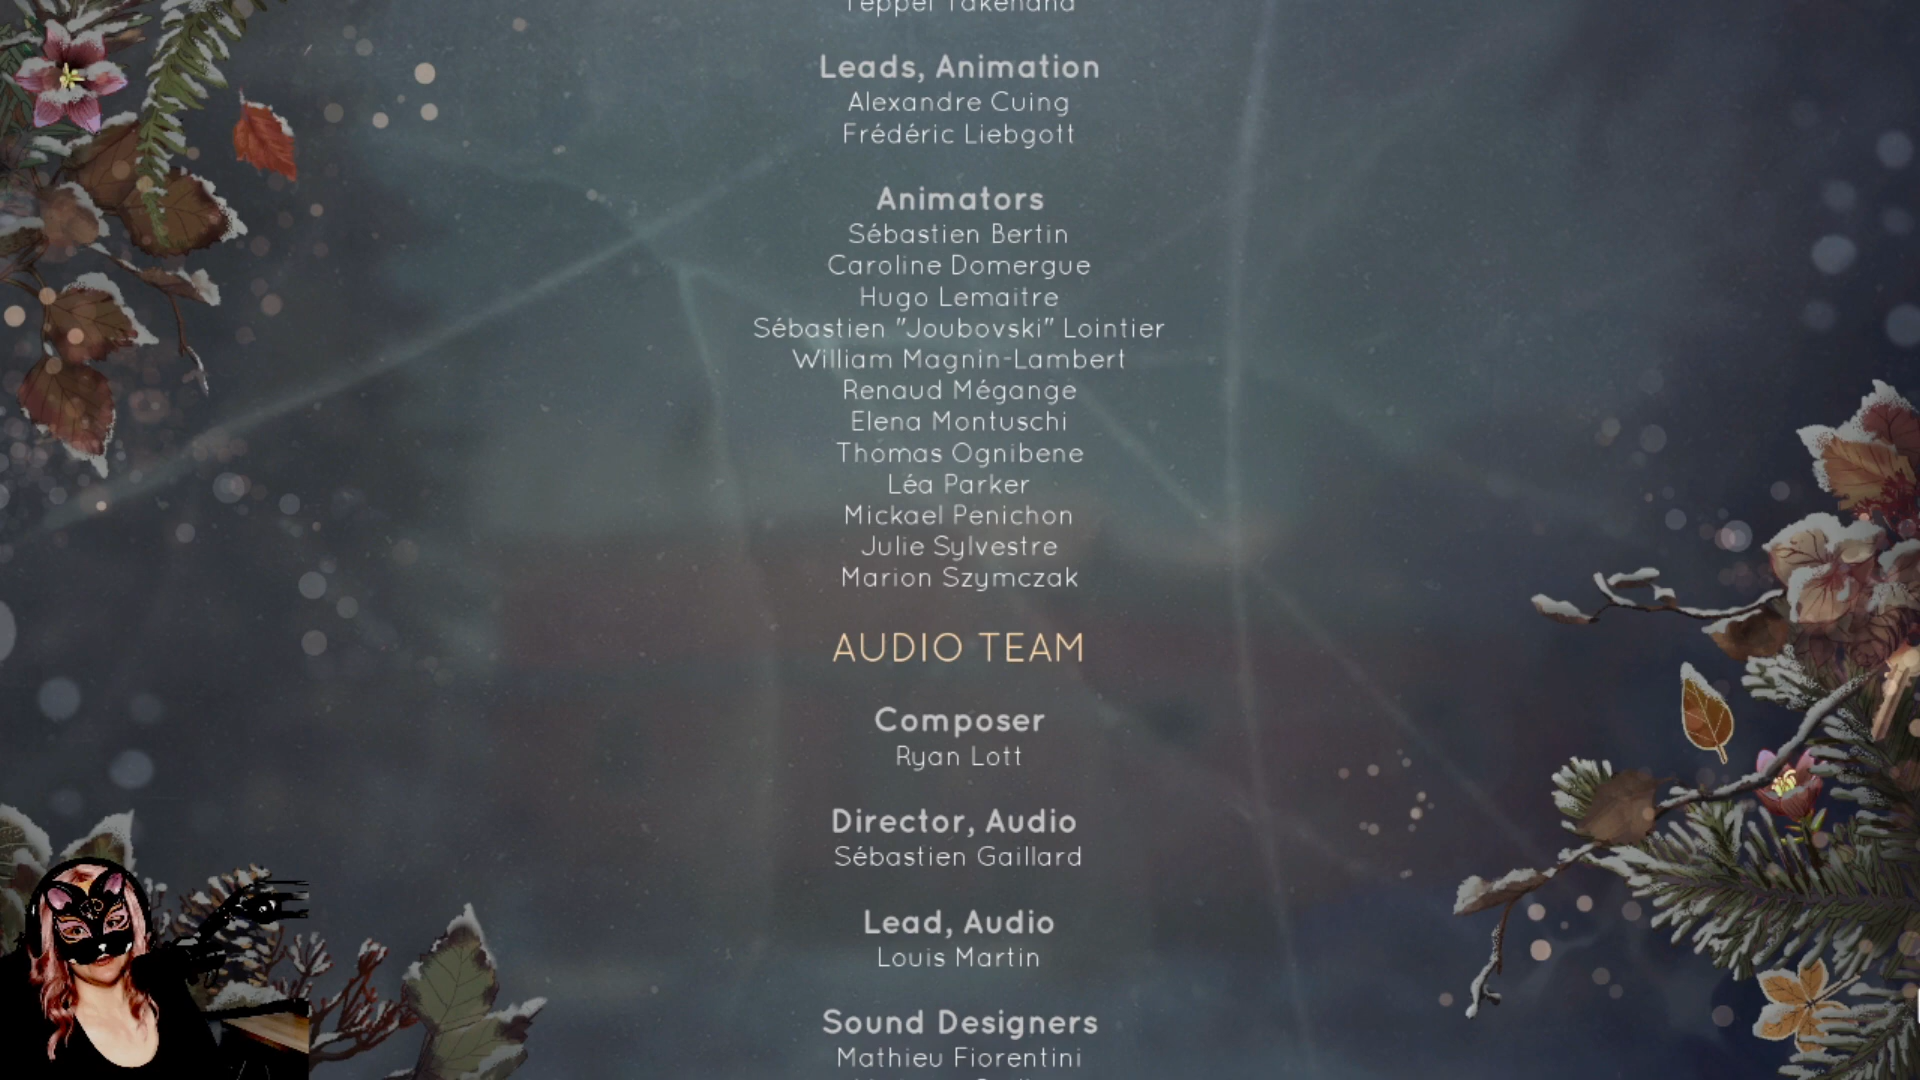 Leads, Animation
Alexandre Cuing
Frédéric Liebgott
Animators
Sébastien Bertin
Caroline Domergue
Hugo Lemaitre
Sébastien "Joubovski" Lointier
William Magnin-Lambert
Renaud Mégange
Elena Montuschi
Thomas Ognibene
Léa Parker
Mickael Penichon
Julie Sylvestre
Marion Szymczak
AUDIO TEAM
Composer
Ryan Lott
Director, Audio
Sébastien Gaillard
Lead, Audio
Louis Martin
Sound Designers
Mathieu Fiorentini